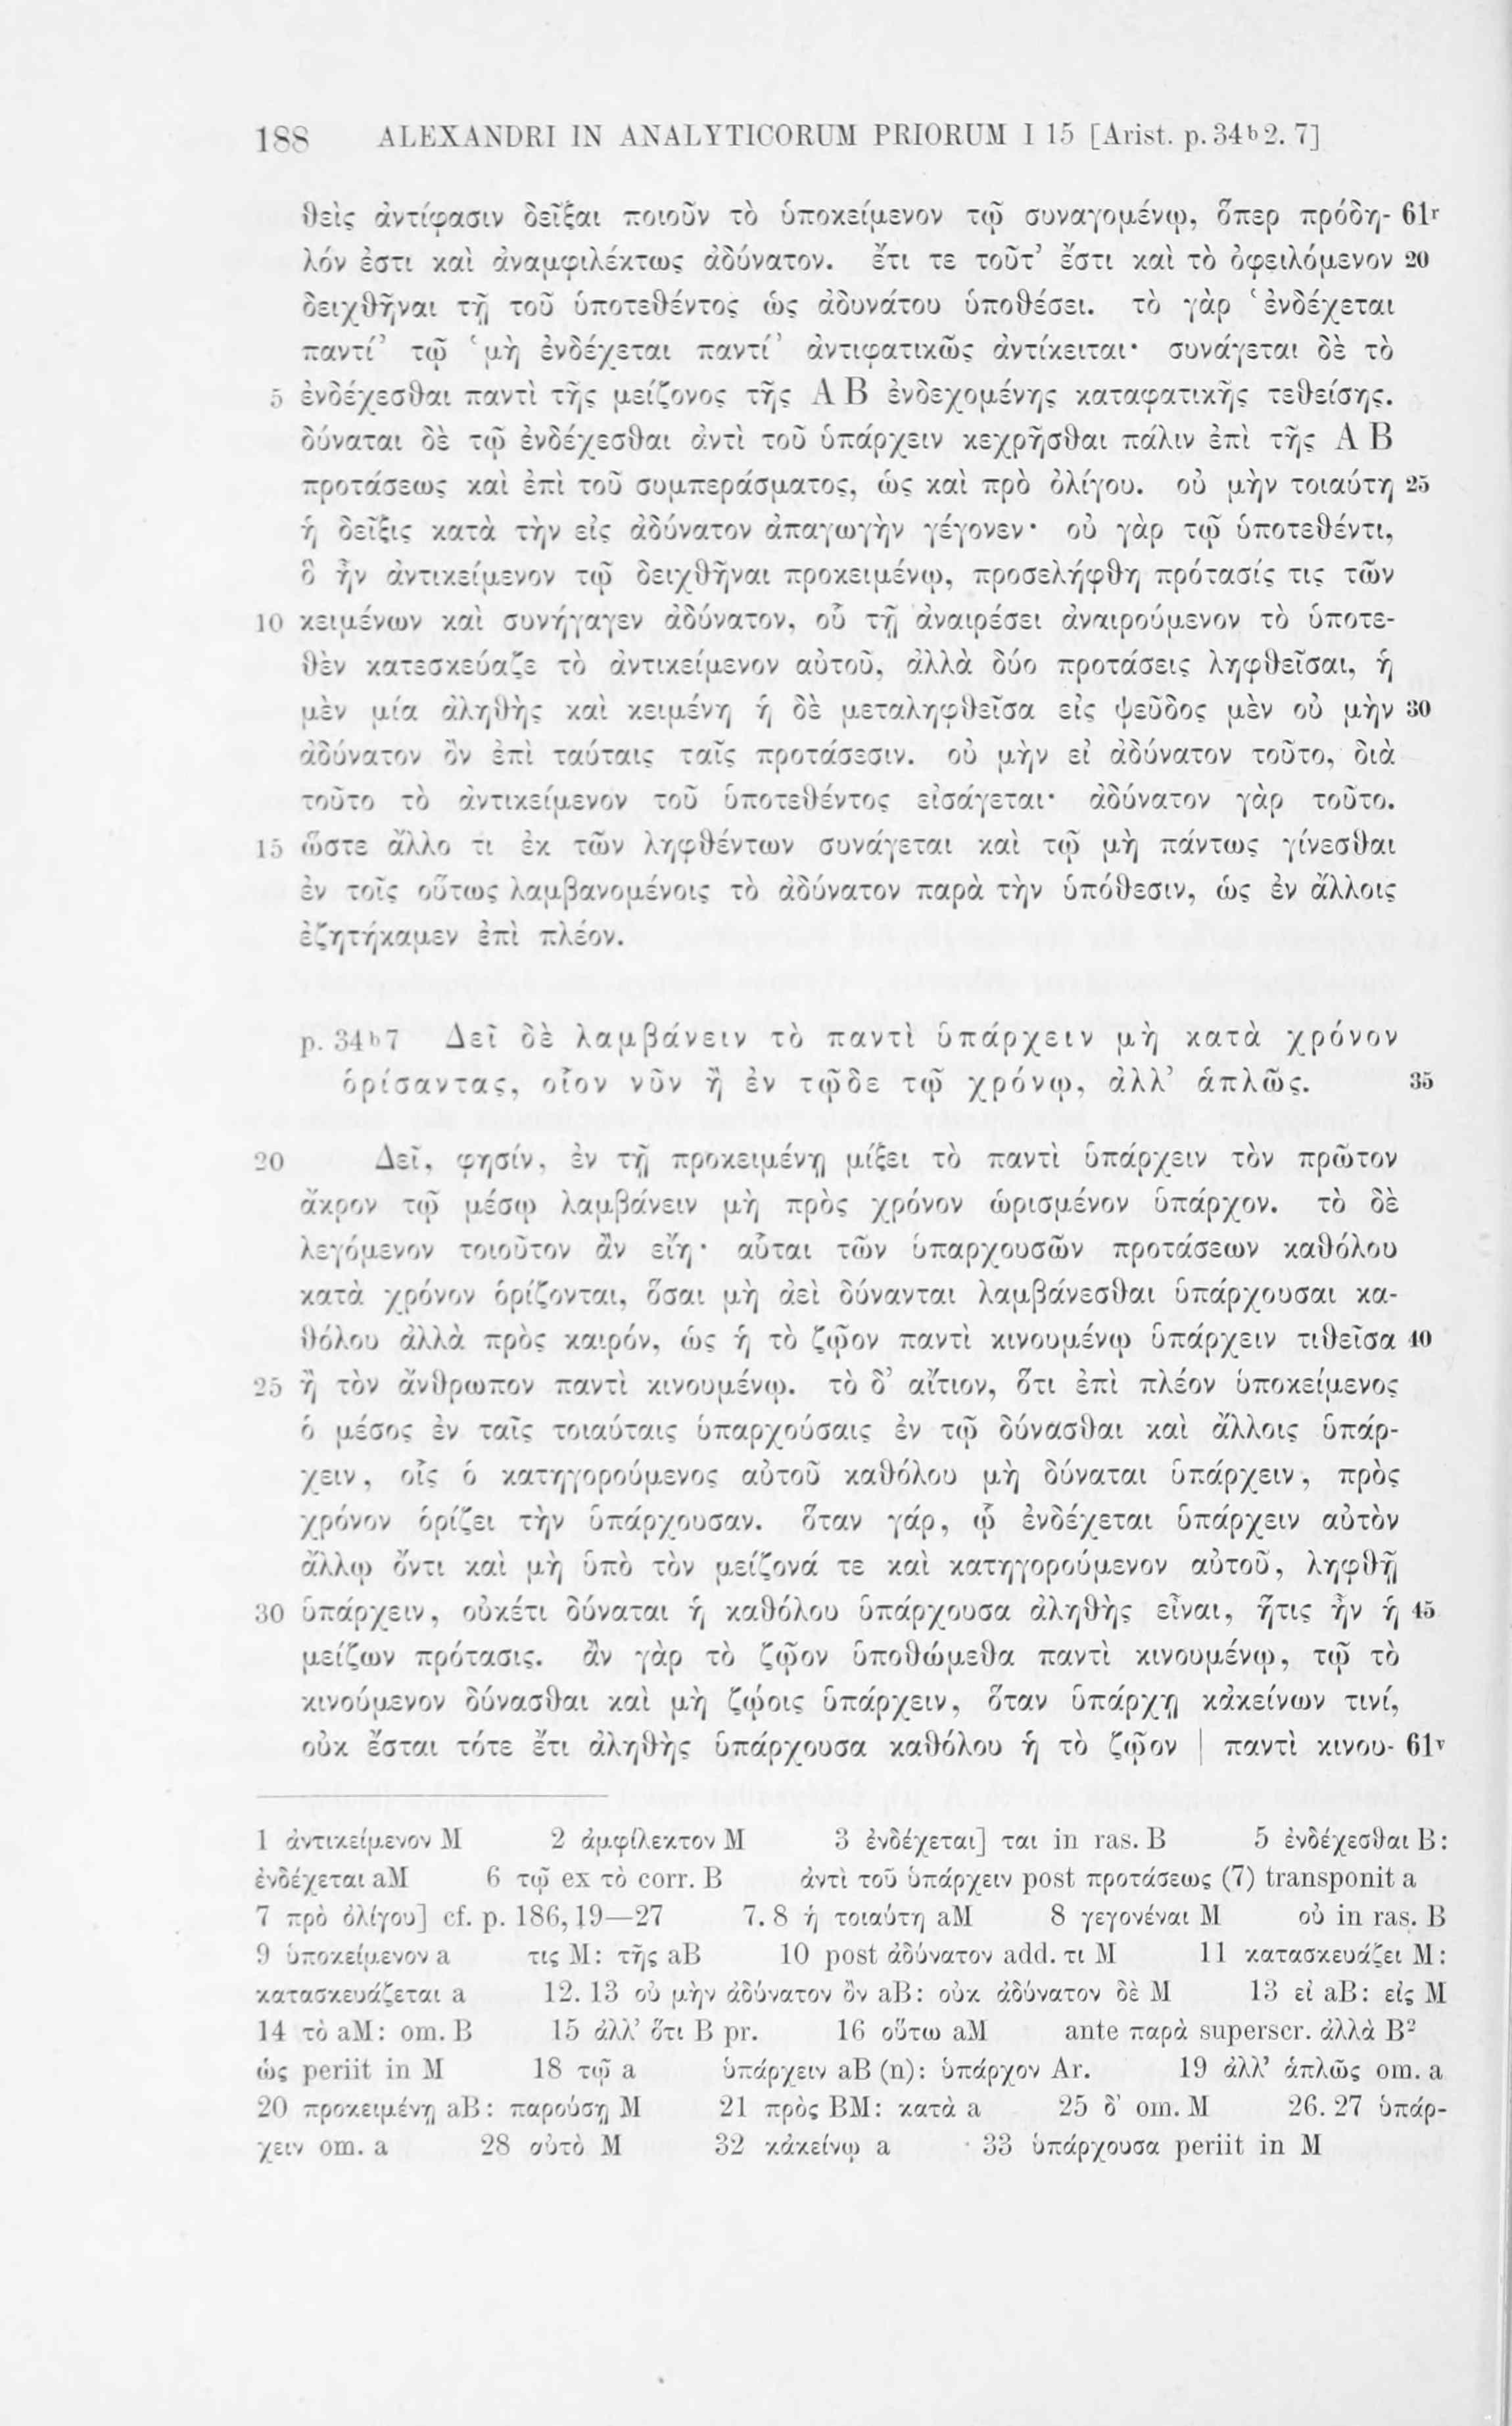 188 ALEXANDRI IN ANALYTICORUM PRIORUM I 15 [Arist. p. 34ᵇ2. 7]
θεὶς ἀντίφασιν δεῖξαι ποιοῦν τὸ ὑποκείμενον τῷ συναγομένῳ, ὅπερ πρόδη- 61ʳ
λόν ἐστι καὶ ἀναμφιλέκτως ἀδύνατον. ἔτι τε τοῦτ’ ἔστι καὶ τὸ ὀφειλόμενον 20
δειχθῆναι τῇ τοῦ ὑποτεθέντος ὡς ἀδυνάτου ὑποθέσει. τὸ γὰρ ‘ἐνδέχεται
παντί’ τῷ ‘μὴ ἐνδέχεται παντί’ ἀντιφατικῶς ἀντίκειται· συνάγεται δὲ τὸ
5 ἐνδέχεσθαι παντὶ τῆς μείζονος τῆς Α Β ἐνδεχομένης καταφατικῆς τεθείσης.
δύναται δὲ τῷ ἐνδέχεσθαι ἀντὶ τοῦ ὑπάρχειν κεχρῆσθαι πάλιν ἐπὶ τῆς Α Β
προτάσεως καὶ ἐπὶ τοῦ συμπεράσματος, ὡς καὶ πρὸ ὀλίγου. οὐ μὴν τοιαύτη 25
ἡ δεῖξις κατὰ τὴν εἰς ἀδύνατον ἀπαγωγὴν γέγονεν· οὐ γὰρ τῷ ὑποτεθέντι,
ὃ ἦν ἀντικείμενον τῷ δειχθῆναι προκειμένῳ, προσελήφθη πρότασίς τις τῶν
10 κειμένων καὶ συνήγαγεν ἀδύνατον, οὗ τῇ ἀναιρέσει ἀναιρούμενον τὸ ὑποτε-
θὲν κατεσκεύαζε τὸ ἀντικείμενον αὐτοῦ, ἀλλὰ δύο προτάσεις ληφθεῖσαι, ἡ
μὲν μία ἀληθὴς καὶ κειμένη ἡ δὲ μεταληφθεῖσα εἰς ψεῦδος μὲν οὐ μὴν 30
ἀδύνατον ὂν ἐπὶ ταύταις ταῖς προτάσεσιν. οὐ μὴν εἰ ἀδύνατον τοῦτο, διὰ
τοῦτο τὸ ἀντικείμενον τοῦ ὑποτεθέντος εἰσάγεται· ἀδύνατον γὰρ τοῦτο.
15 ὥστε ἄλλο τι ἐκ τῶν ληφθέντων συνάγεται καὶ τῷ μὴ πάντως γίνεσθαι
ἐν τοῖς οὕτως λαμβανομένοις τὸ ἀδύνατον παρὰ τὴν ὑπόθεσιν, ὡς ἐν ἄλλοις
ἐζητήκαμεν ἐπὶ πλέον.
p. 34ᵇ7 Δεῖ δὲ λαμβάνειν τὸ παντὶ ὑπάρχειν μὴ κατὰ χρόνον
ὁρίσαντας, οἷον νῦν ἢ ἐν τῷδε τῷ χρόνῳ, ἀλλ’ ἁπλῶς. 35
20 Δεῖ, φησίν, ἐν τῇ προκειμένῃ μίξει τὸ παντὶ ὑπάρχειν τὸν πρῶτον
ἄκρον τῷ μέσῳ λαμβάνειν μὴ πρὸς χρόνον ὡρισμένον ὑπάρχον. τὸ δὲ
λεγόμενον τοιοῦτον ἂν εἴη· αὗται τῶν ὑπαρχουσῶν προτάσεων καθόλου
κατὰ χρόνον ὁρίζονται, ὅσαι μὴ ἀεὶ δύνανται λαμβάνεσθαι ὑπάρχουσαι κα-
θόλου ἀλλὰ πρὸς καιρόν, ὡς ἡ τὸ ζῷον παντὶ κινουμένῳ ὑπάρχειν τιθεῖσα 40
25 ἢ τὸν ἄνθρωπον παντὶ κινουμένῳ. τὸ δ’ αἴτιον, ὅτι ἐπὶ πλέον ὑποκείμενος
ὁ μέσος ἐν ταῖς τοιαύταις ὑπαρχούσαις ἐν τῷ δύνασθαι καὶ ἄλλοις ὑπάρ-
χειν, οἷς ὁ κατηγορούμενος αὐτοῦ καθόλου μὴ δύναται ὑπάρχειν, πρὸς
χρόνον ὁρίζει τὴν ὑπάρχουσαν. ὅταν γάρ, ᾧ ἐνδέχεται ὑπάρχειν αὐτὸν
ἄλλῳ ὄντι καὶ μὴ ὑπὸ τὸν μείζονά τε καὶ κατηγορούμενον αὐτοῦ, ληφθῇ
30 ὑπάρχειν, οὐκέτι δύναται ἡ καθόλου ὑπάρχουσα ἀληθὴς εἶναι, ἥτις ἦν ἡ 45
μείζων πρότασις. ἂν γὰρ τὸ ζῷον ὑποθώμεθα παντὶ κινουμένῳ, τῷ τὸ
κινούμενον δύνασθαι καὶ μὴ ζῴοις ὑπάρχειν, ὅταν ὑπάρχῃ κἀκείνων τινί,
οὐκ ἔσται τότε ἔτι ἀληθὴς ὑπάρχουσα καθόλου ἡ τὸ ζῷον | παντὶ κινου- 61ᵛ
1 ἀντικείμενον M 2 ἀμφίλεκτον M 3 ἐνδέχεται] ται in ras. B 5 ἐνδέχεσθαι B:
ἐνδέχεται aM 6 τῷ ex τὸ corr. B ἀντὶ τοῦ ὑπάρχειν post προτάσεως (7) transponit a
7 πρὸ ὀλίγου] cf. p. 186,19—27 7. 8 ἡ τοιαύτη aM 8 γεγονέναι M οὐ in ras. B
9 ὑποκείμενον a τις M: τῆς aB 10 post ἀδύνατον add. τι M 11 κατασκευάζει M:
κατασκευάζεται a 12. 13 οὐ μὴν ἀδύνατον ὂν aB: οὐκ ἀδύνατον δὲ M 13 εἰ aB: εἰς M
14 τὸ aM: om. B 15 ἀλλ’ ὅτι B pr. 16 οὕτω aM ante παρὰ superscr. ἀλλὰ B²
ὡς periit in M 18 τῷ a ὑπάρχειν aB (n): ὑπάρχον Ar. 19 ἀλλ’ ἁπλῶς om. a
20 προκειμένῃ aB: παρούσῃ M 21 πρὸς BM: κατὰ a 25 δ’ om. M 26. 27 ὑπάρ-
χειν om. a 28 αὐτὸ M 32 κἀκείνῳ a 33 ὑπάρχουσα periit in M